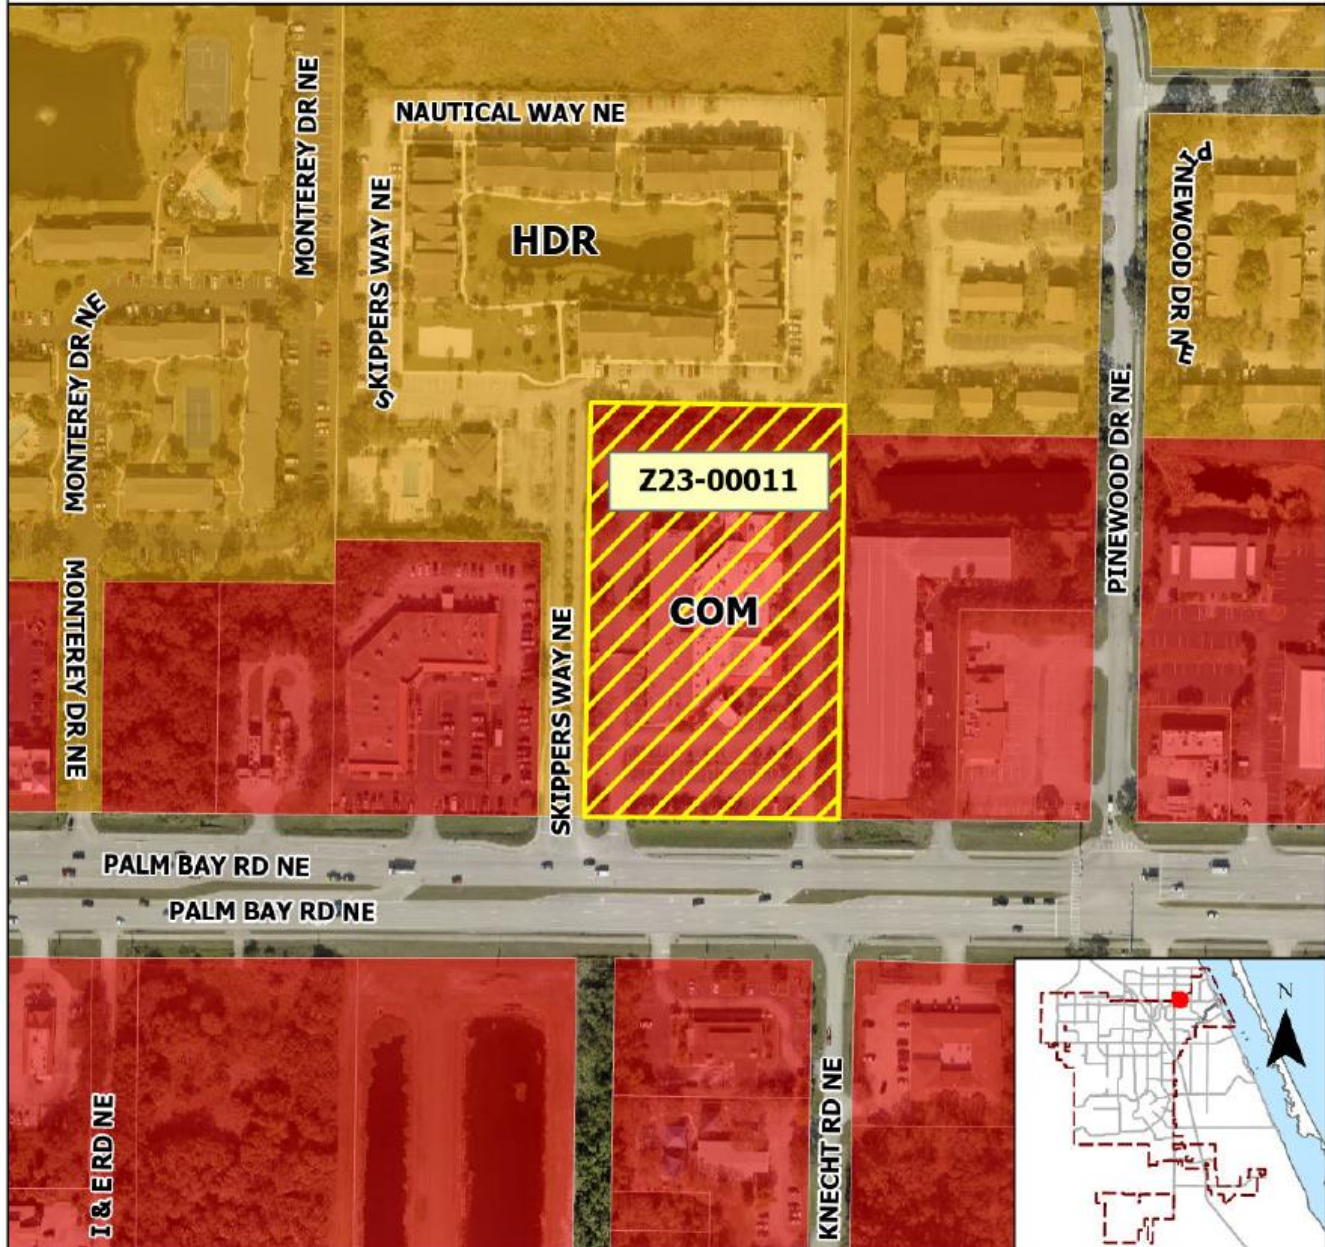 NAUTICAL WAY NE
MONTEREY DR NE
SKIPPERS WAY NE
HDR
PINEWOOD DR NE
MONTEREY DR NE
PINEWOOD DR NE
Z23-00011
COM
MONTEREY DR NE
SKIPPERS WAY NE
PALM BAY RD NE
PALM BAY RD NE
N
I & E RD NE
KNECHT RD NE